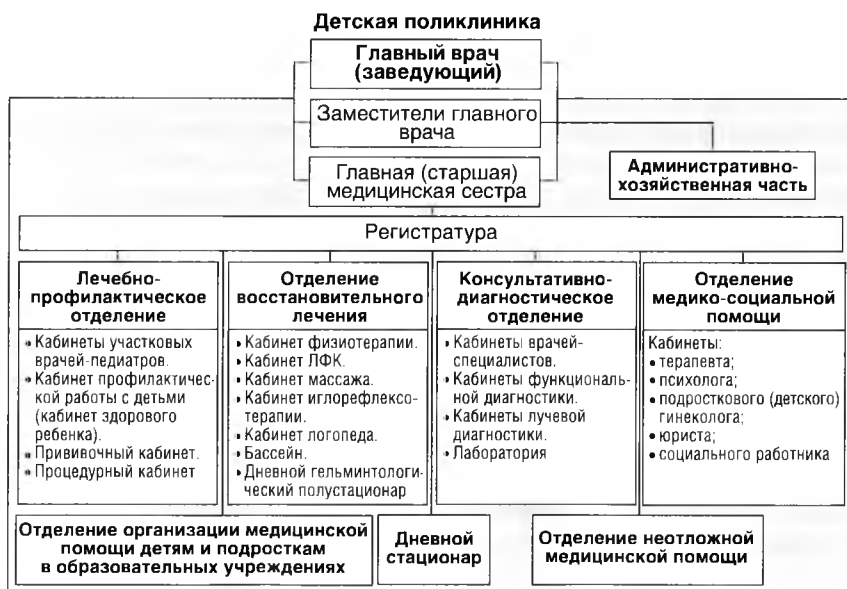 Детская поликлиника
Главный врач
(заведующий)
Заместители главного
врача
Главная (старшая)
медицинская сестра
Административно-
хозяйственная часть
Регистратура
Лечебно-
профилактическое
отделение
• Кабинеты участковых
врачей-педиатров.
• Кабинет профилактичес-
кой работы с детьми
(кабинет здорового
ребенка).
• Прививочный кабинет.
• Процедурный кабинет
Отделение
восстановительного
лечения
• Кабинет физиотерапии.
• Кабинет ЛФК.
• Кабинет массажа.
• Кабинет иглорефлексо-
терапии.
• Кабинет логопеда.
• Бассейн.
• Дневной гельминтоло-
гический полустационар
Консультативно-
диагностическое
отделение
• Кабинеты врачей-
специалистов.
• Кабинеты функциональ-
ной диагностики.
• Кабинеты лучевой
диагностики.
• Лаборатория
Отделение
медико-социальной
помощи
Кабинеты:
• терапевта;
• психолога;
• подросткового (детского)
гинеколога;
• юриста;
• социального работника
Отделение организации медицинской
помощи детям и подросткам
в образовательных учреждениях
Дневной
стационар
Отделение неотложной
медицинской помощи